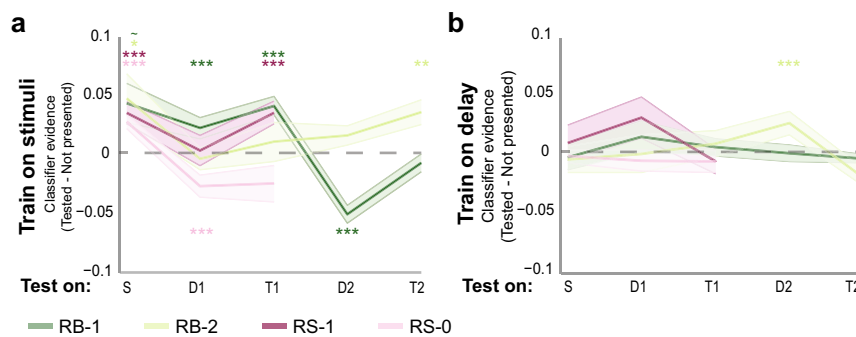 a
b
0.1
0.05
0
−0.05
−0.1
Train on stimuli
Classifier evidence
(Tested - Not presented)
~
*
***
***
***
***
***
**
***
***
Test on:
S
D1
T1
D2
T2
0.1
0.05
0
0.05
−0.1
Train on delay
Classifier evidence
(Tested - Not presented)
***
Test on:
S
D1
T1
D2
T2
RB-1
RB-2
RS-1
RS-0